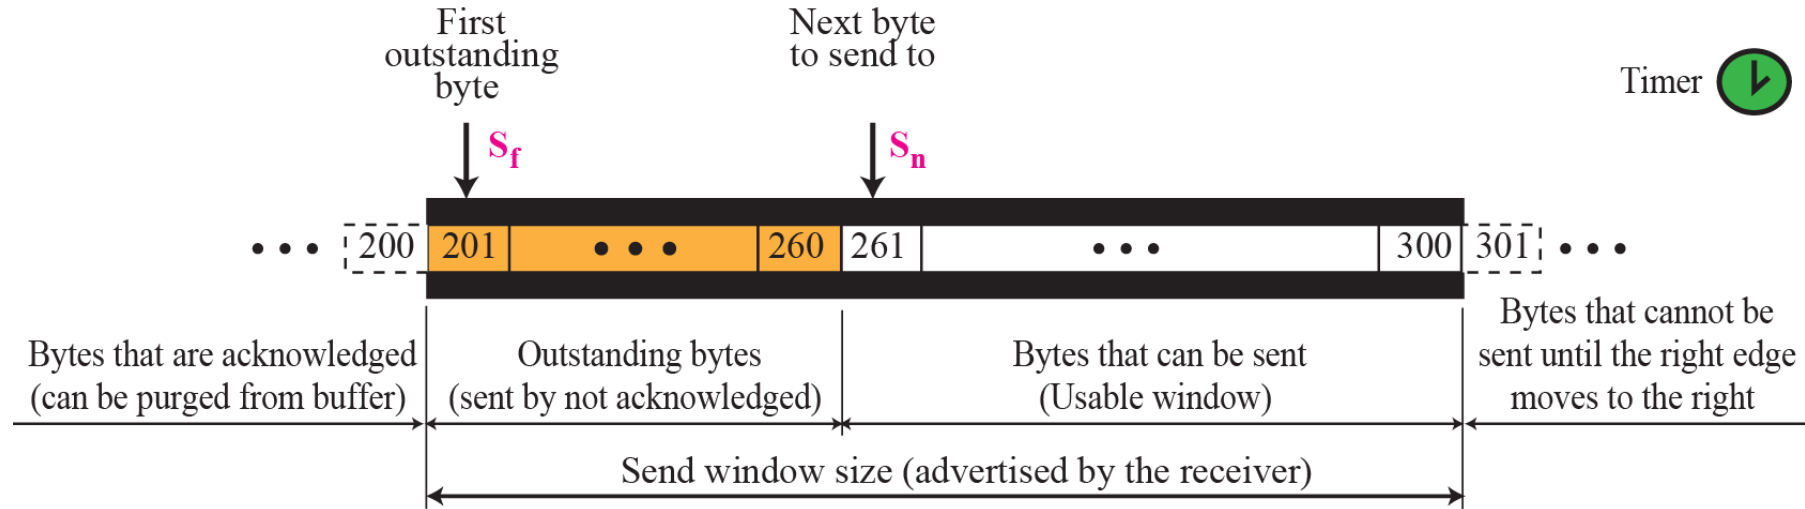 First
outstanding
byte
Next byte
to send to
Timer
S_f
S_n
• • • 200 201 • • • 260 261 • • • 300 301 • • •
Bytes that are acknowledged
(can be purged from buffer)
Outstanding bytes
(sent by not acknowledged)
Bytes that can be sent
(Usable window)
Bytes that cannot be
sent until the right edge
moves to the right
Send window size (advertised by the receiver)